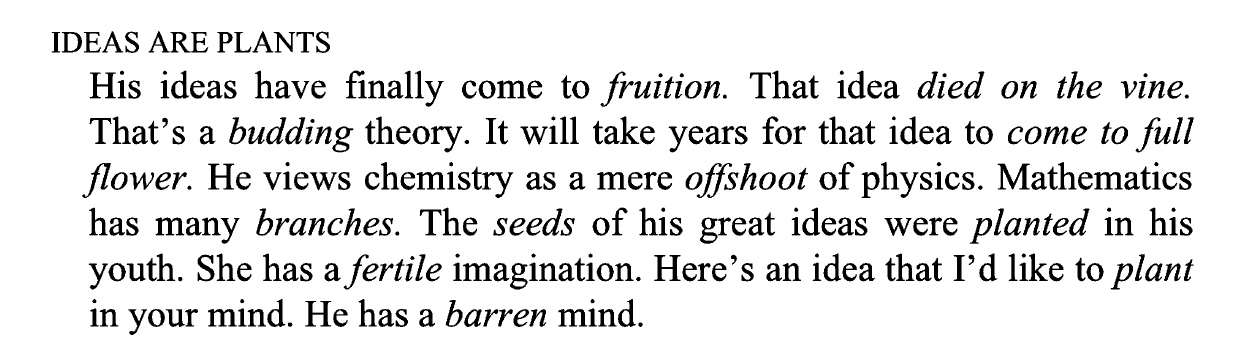 IDEAS ARE PLANTS
His ideas have finally come to fruition. That idea died on the vine.
That’s a budding theory. It will take years for that idea to come to full
flower. He views chemistry as a mere offshoot of physics. Mathematics
has many branches. The seeds of his great ideas were planted in his
youth. She has a fertile imagination. Here’s an idea that I’d like to plant
in your mind. He has a barren mind.